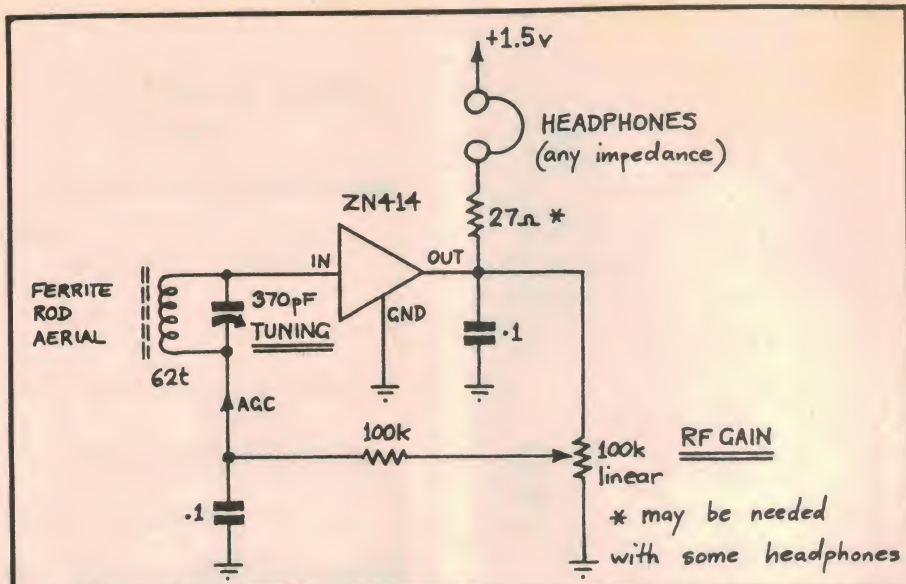 +1.5v
HEADPHONES
(any impedance)
ZN414
27Ω *
IN
OUT
FERRITE
ROD
AERIAL
370pF
TUNING
GND
.1
62t
AGC
100k
100k
linear
RF GAIN
.1
* may be needed
with some headphones